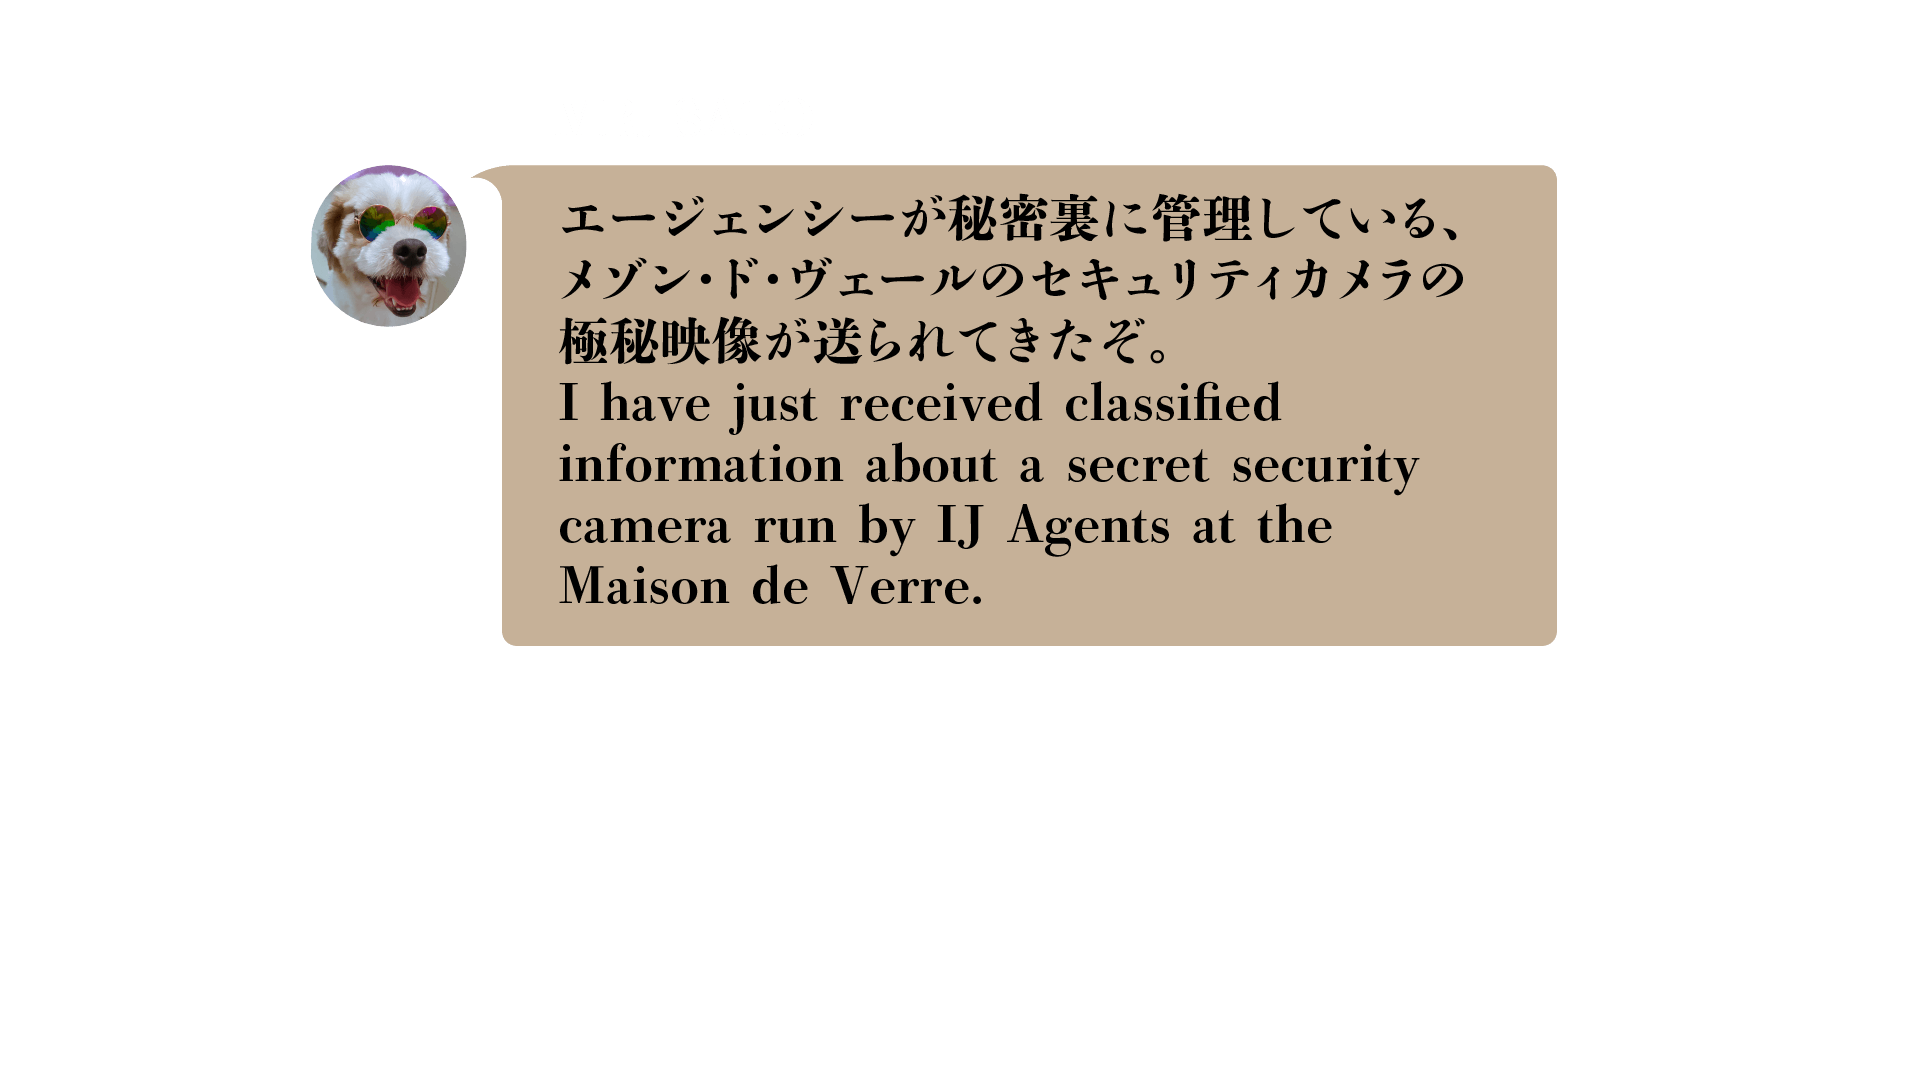 エージェンシーが秘密裏に管理している、
メゾン・ド・ヴェールのセキュリティカメラの
極秘映像が送られてきたぞ。
I have just received classified
information about a secret security
camera run by IJ Agents at the
Maison de Verre.